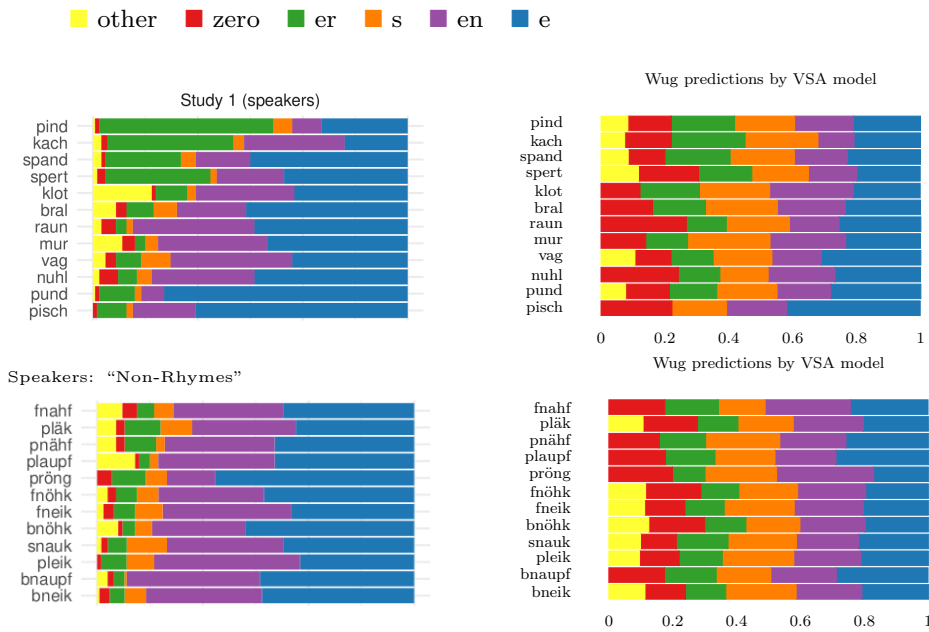 other zero er s en e
Study 1 (speakers)
pind
kach
spand
spert
klot
bral
raun
mur
vag
nuhl
pund
pisch
Wug predictions by VSA model
pind
kach
spand
spert
klot
bral
raun
mur
vag
nuhl
pund
pisch
0 0.2 0.4 0.6 0.8 1
Speakers: “Non-Rhymes”
fnahf
pläk
pnähf
plaupf
pröng
fnöhk
fneik
bnöhk
snauk
pleik
bnaupf
bneik
Wug predictions by VSA model
fnahf
pläk
pnähf
plaupf
pröng
fnöhk
fneik
bnöhk
snauk
pleik
bnaupf
bneik
0 0.2 0.4 0.6 0.8 1